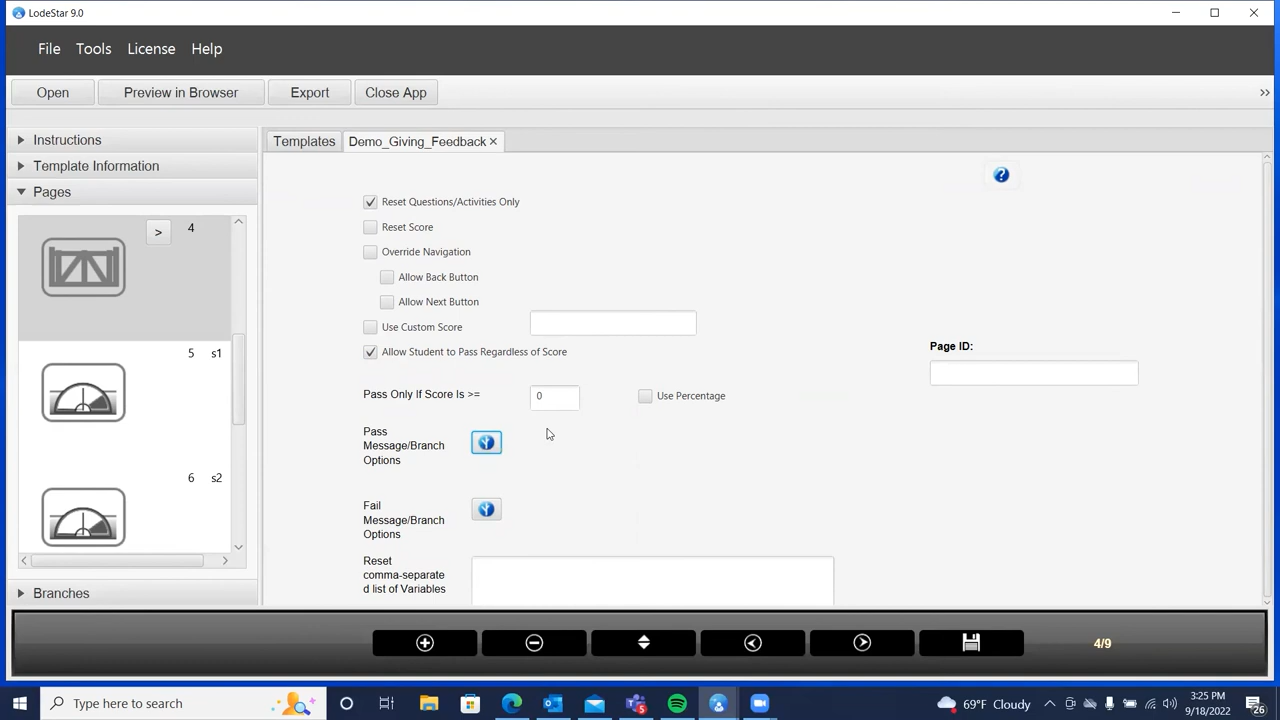 LodeStar 9.0
File Tools License Help
Open Preview in Browser Export Close App »
Instructions
Template Information
Pages
> 4
5 s1
6 s2
Branches
Templates Demo_Giving_Feedback ×
?
Reset Questions/Activities Only
Reset Score
Override Navigation
Allow Back Button
Allow Next Button
Use Custom Score
Allow Student to Pass Regardless of Score
Page ID:
Pass Only If Score Is >= 0 Use Percentage
Pass
Message/Branch
Options
Fail
Message/Branch
Options
Reset
comma-separate
d list of Variables
4/9
Type here to search
69°F Cloudy
3:25 PM
9/18/2022
26